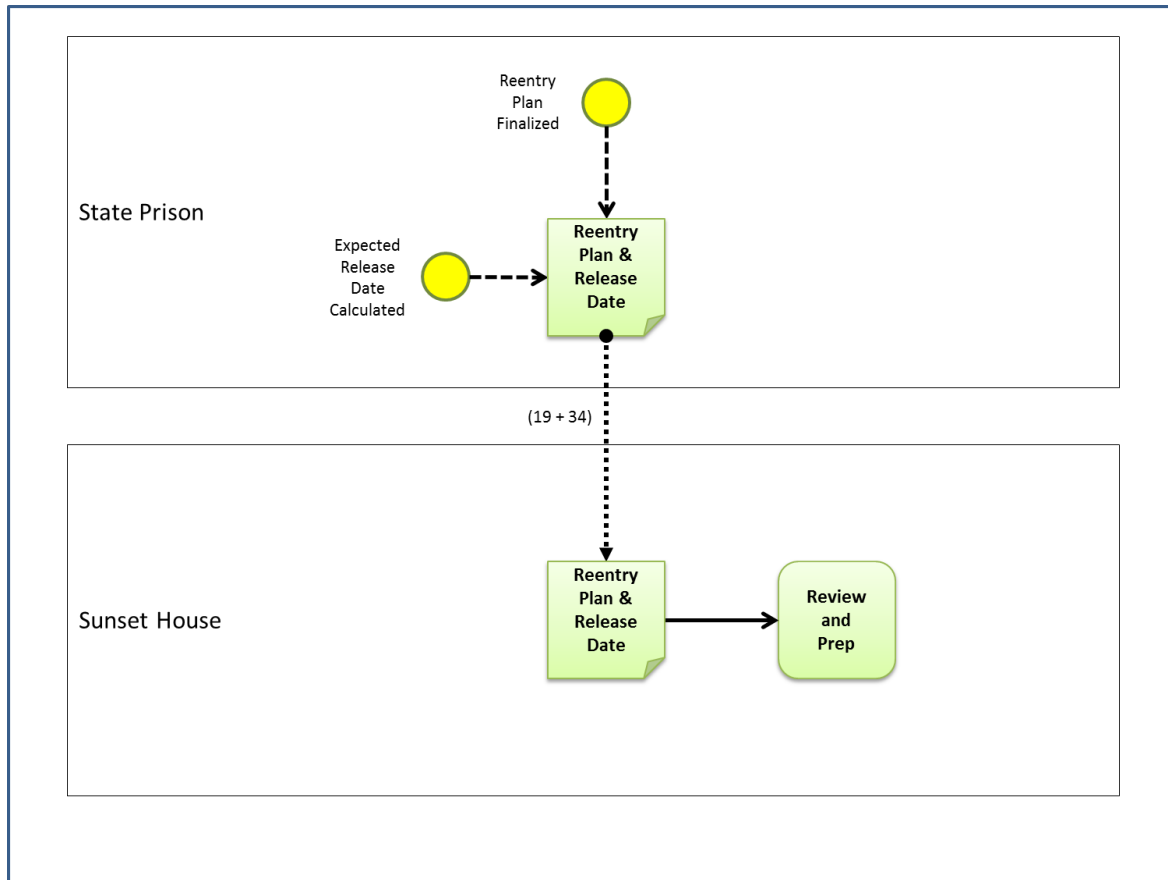 Reentry
Plan
Finalized
State Prison
Reentry
Plan &
Release
Date
Expected
Release
Date
Calculated
(19 + 34)
Sunset House
Reentry
Plan &
Release
Date
Review
and
Prep